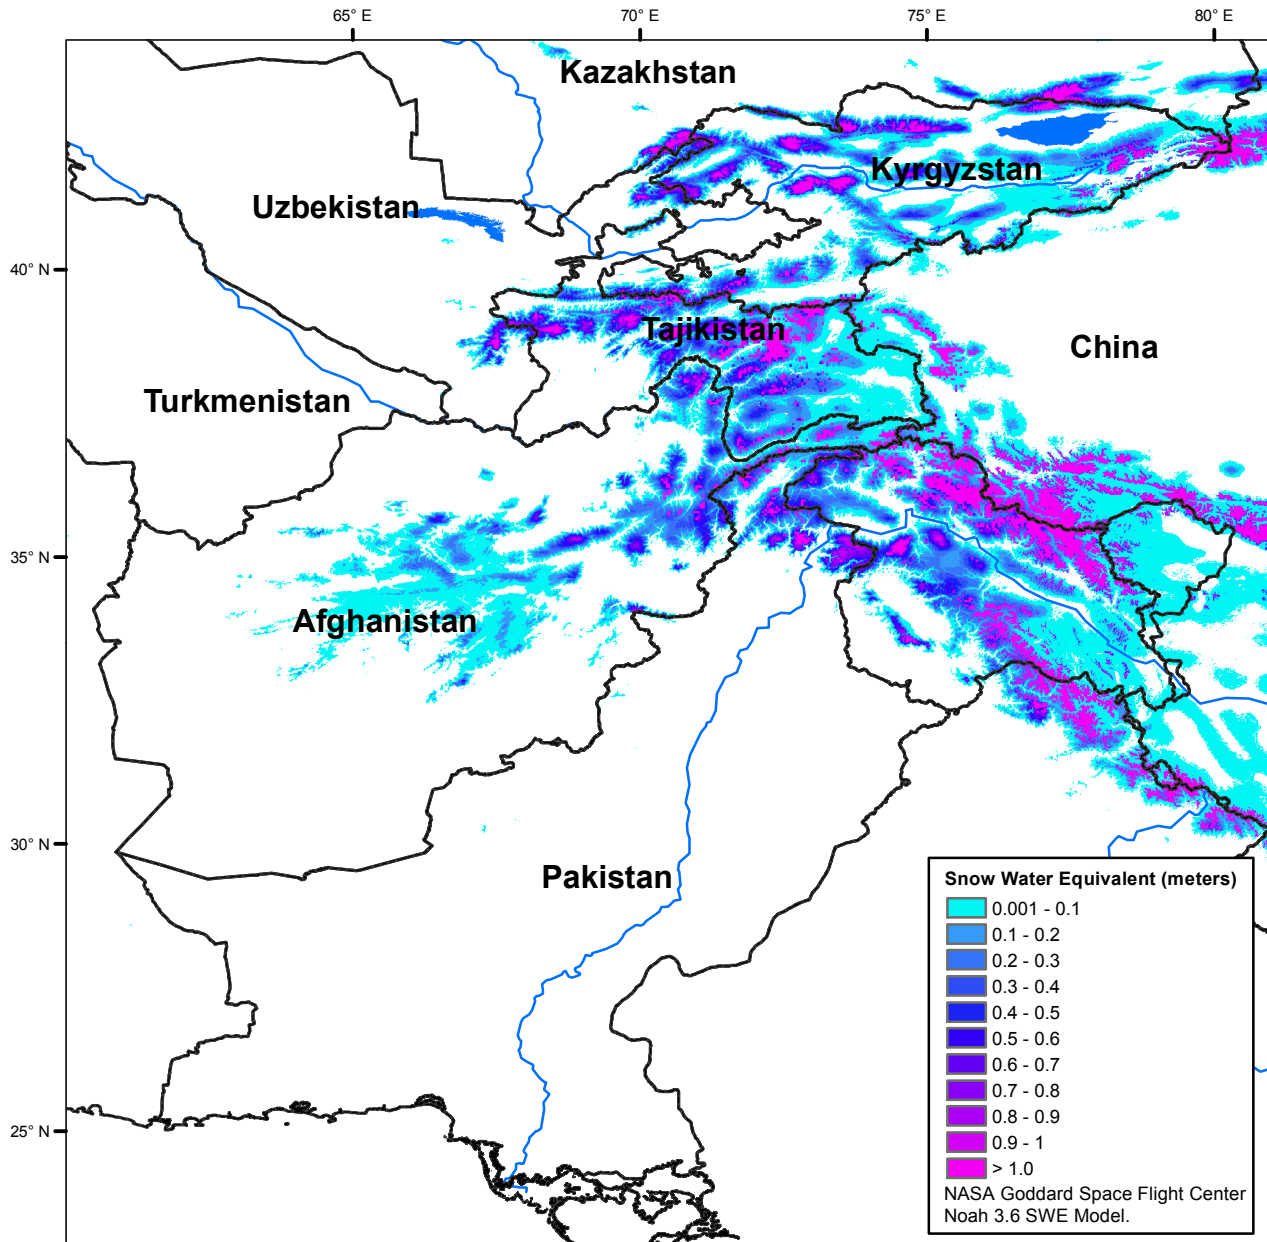 65° E
70° E
75° E
80° E
Kazakhstan
Kyrgyzstan
Uzbekistan
40° N
Tajikistan
China
Turkmenistan
35° N
Afghanistan
30° N
Pakistan
25° N
Snow Water Equivalent (meters)
0.001 - 0.1
0.1 - 0.2
0.2 - 0.3
0.3 - 0.4
0.4 - 0.5
0.5 - 0.6
0.6 - 0.7
0.7 - 0.8
0.8 - 0.9
0.9 - 1
> 1.0
NASA Goddard Space Flight Center
Noah 3.6 SWE Model.